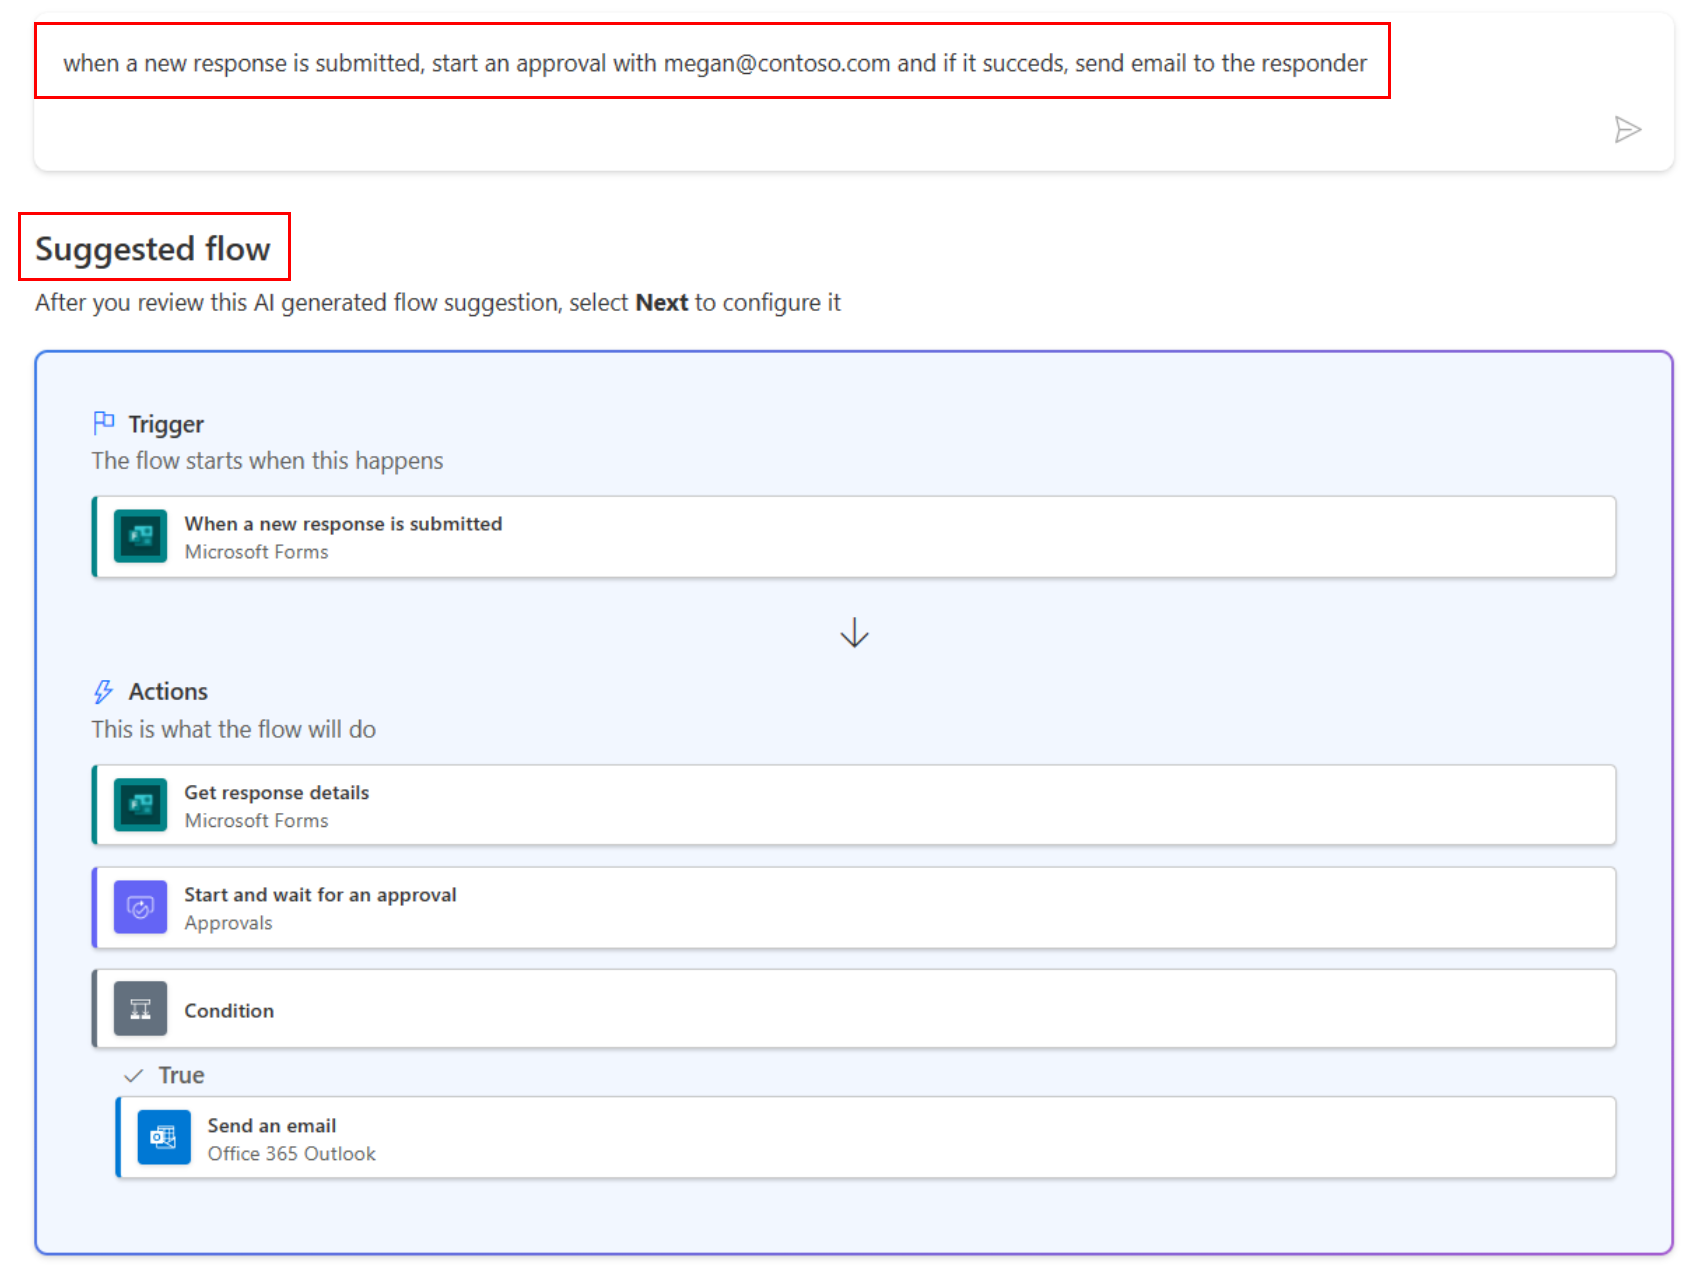 when a new response is submitted, start an approval with megan@contoso.com and if it succeds, send email to the responder
Suggested flow
After you review this AI generated flow suggestion, select Next to configure it
Trigger
The flow starts when this happens
When a new response is submitted
Microsoft Forms
Actions
This is what the flow will do
Get response details
Microsoft Forms
Start and wait for an approval
Approvals
Condition
True
Send an email
Office 365 Outlook